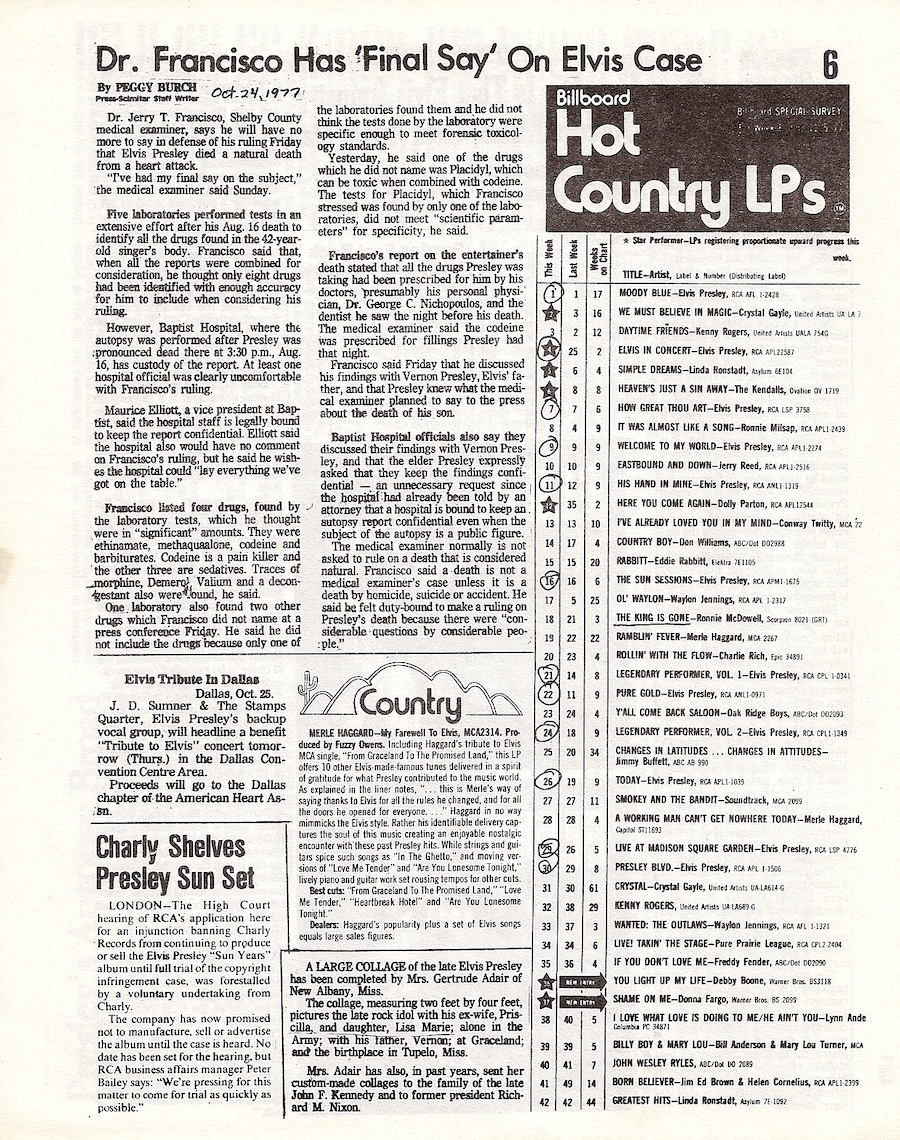 Dr. Francisco Has 'Final Say' On Elvis Case
6
By PEGGY BURCH
Press-Scimitar Staff Writer
Oct. 24, 1977
Dr. Jerry T. Francisco, Shelby County
medical examiner, says he will have no
more to say in defense of his ruling Friday
that Elvis Presley died a natural death
from a heart attack.
"I've had my final say on the subject,"
the medical examiner said Sunday.
Five laboratories performed tests in an
extensive effort after his Aug. 16 death to
identify all the drugs found in the 42-year-
old singer's body. Francisco said that,
when all the reports were combined for
consideration, he thought only eight drugs
had been identified with enough accuracy
for him to include when considering his
ruling.
However, Baptist Hospital, where the
autopsy was performed after Presley was
pronounced dead there at 3:30 p.m., Aug.
16, has custody of the report. At least one
hospital official was clearly uncomfortable
with Francisco's ruling.
Maurice Elliott, a vice president at Bap-
tist, said the hospital staff is legally bound
to keep the report confidential. Elliott said
the hospital also would have no comment
on Francisco's ruling, but he said he wish-
es the hospital could "lay everything we've
got on the table."
Francisco listed four drugs, found by
the laboratory tests, which he thought
were in "significant" amounts. They were
ethinamate, methaqualone, codeine and
barbiturates. Codeine is a pain killer and
the other three are sedatives. Traces of
morphine, Demerol, Valium and a decon-
gestant also were found, he said.
One laboratory also found two other
drugs which Francisco did not name at a
press conference Friday. He said he did
not include the drugs because only one of
the laboratories found them and he did not
think the tests done by the laboratory were
specific enough to meet forensic toxicol-
ogy standards.
Yesterday, he said one of the drugs
which he did not name was Placidyl, which
can be toxic when combined with codeine.
The tests for Placidyl, which Francisco
stressed was found by only one of the labo-
ratories, did not meet "scientific param-
eters" for specificity, he said.
Francisco's report on the entertainer's
death stated that all the drugs Presley was
taking had been prescribed for him by his
doctors, presumably his personal physi-
cian, Dr. George C. Nichopoulos, and the
dentist he saw the night before his death.
The medical examiner said the codeine
was prescribed for fillings Presley had
that night.
Francisco said Friday that he discussed
his findings with Vernon Presley, Elvis' fa-
ther, and that Presley knew what the medi-
cal examiner planned to say to the press
about the death of his son.
Baptist Hospital officials also say they
discussed their findings with Vernon Pres-
ley, and that the elder Presley expressly
asked that they keep the findings confi-
dential — an unnecessary request since
the hospital had already been told by an
attorney that a hospital is bound to keep an
autopsy report confidential even when the
subject of the autopsy is a public figure.
The medical examiner normally is not
asked to rule on a death that is considered
natural. Francisco said a death is not a
medical examiner's case unless it is a
death by homicide, suicide or accident. He
said he felt duty-bound to make a ruling on
Presley's death because there were "con-
siderable questions by considerable peo-
ple."
Elvis Tribute In Dallas
Dallas, Oct. 25.
J. D. Sumner & The Stamps
Quarter, Elvis Presley's backup
vocal group, will headline a benefit
"Tribute to Elvis" concert tomor-
row (Thurs.) in the Dallas Con-
vention Centre Area.
Proceeds will go to the Dallas
chapter of the American Heart As-
sn.
Charly Shelves
Presley Sun Set
LONDON—The High Court
hearing of RCA's application here
for an injunction banning Charly
Records from continuing to produce
or sell the Elvis Presley "Sun Years"
album until full trial of the copyright
infringement case, was forestalled
by a voluntary undertaking from
Charly.
The company has now promised
not to manufacture, sell or advertise
the album until the case is heard. No
date has been set for the hearing, but
RCA business affairs manager Peter
Bailey says: "We're pressing for this
matter to come for trial as quickly as
possible."
Country
MERLE HAGGARD—My Farewell To Elvis, MCA2314. Pro-
duced by Fuzzy Owens. Including Haggard's tribute to Elvis
MCA single, "From Graceland To The Promised Land," this LP
offers 10 other Elvis-made-famous tunes delivered in a spirit
of gratitude for what Presley contributed to the music world.
As explained in the liner notes, "... this is Merle's way of
saying thanks to Elvis for all the rules he changed, and for all
the doors he opened for everyone. ..." Haggard in no way
mimmicks the Elvis style. Rather his identifiable delivery cap-
tures the soul of this music creating an enjoyable nostalgic
encounter with these past Presley hits. While strings and gui-
tars spice such songs as "In The Ghetto," and moving ver-
sions of "Love Me Tender" and "Are You Lonesome Tonight,"
lively piano and guitar work set rousing tempos for other cuts.
Best cuts: "From Graceland To The Promised Land," "Love
Me Tender," "Heartbreak Hotel" and "Are You Lonesome
Tonight."
Dealers: Haggard's popularity plus a set of Elvis songs
equals large sales figures.
A LARGE COLLAGE of the late Elvis Presley
has been completed by Mrs. Gertrude Adair of
New Albany, Miss.
The collage, measuring two feet by four feet,
pictures the late rock idol with his ex-wife, Pris-
cilla, and daughter, Lisa Marie; alone in the
Army; with his father, Vernon; at Graceland;
and the birthplace in Tupelo, Miss.
Mrs. Adair has also, in past years, sent her
custom-made collages to the family of the late
John F. Kennedy and to former president Rich-
ard M. Nixon.
Billboard
Billboard SPECIAL SURVEY
Hot
Country LPs
TM
This Week
Last Week
Weeks on Chart
* Star Performer—LPs registering proportionate upward progress this
week.
TITLE—Artist, Label & Number (Distributing Label)
1 1 17 MOODY BLUE—Elvis Presley, RCA AFL 1-2428
3 16 WE MUST BELIEVE IN MAGIC—Crystal Gayle, United Artists UA LA
3 2 12 DAYTIME FRIENDS—Kenny Rogers, United Artists UALA 754G
25 2 ELVIS IN CONCERT—Elvis Presley, RCA APL22587
6 4 SIMPLE DREAMS—Linda Ronstadt, Asylum 6E104
8 8 HEAVEN'S JUST A SIN AWAY—The Kendalls, Ovation OV 1719
7 7 6 HOW GREAT THOU ART—Elvis Presley, RCA LSP 3758
8 4 9 IT WAS ALMOST LIKE A SONG—Ronnie Milsap, RCA APL1-2439
9 9 9 WELCOME TO MY WORLD—Elvis Presley, RCA APL1-2274
10 10 9 EASTBOUND AND DOWN—Jerry Reed, RCA APL1-2516
11 12 9 HIS HAND IN MINE—Elvis Presley, RCA ANL1-1319
35 2 HERE YOU COME AGAIN—Dolly Parton, RCA APL12544
13 13 10 I'VE ALREADY LOVED YOU IN MY MIND—Conway Twitty, MCA 22
14 17 4 COUNTRY BOY—Don Williams, ABC/Dot DO2988
15 15 20 RABBITT—Eddie Rabbitt, Elektra 7E1105
16 16 6 THE SUN SESSIONS—Elvis Presley, RCA APM1-1675
17 5 25 OL' WAYLON—Waylon Jennings, RCA APL 1-2317
18 21 3 THE KING IS GONE—Ronnie McDowell, Scorpion 8021 (GRT)
19 22 22 RAMBLIN' FEVER—Merle Haggard, MCA 2267
20 23 4 ROLLIN' WITH THE FLOW—Charlie Rich, Epic 34891
21 14 8 LEGENDARY PERFORMER, VOL. 1—Elvis Presley, RCA CPL 1-0341
22 11 9 PURE GOLD—Elvis Presley, RCA ANL1-0971
23 24 4 Y'ALL COME BACK SALOON—Oak Ridge Boys, ABC/Dot DO2093
24 18 9 LEGENDARY PERFORMER, VOL. 2—Elvis Presley, RCA CPL1-1349
25 20 34 CHANGES IN LATITUDES ... CHANGES IN ATTITUDES—
Jimmy Buffett, ABC AB 990
26 19 9 TODAY—Elvis Presley, RCA APL1-1039
27 27 11 SMOKEY AND THE BANDIT—Soundtrack, MCA 2099
28 28 4 A WORKING MAN CAN'T GET NOWHERE TODAY—Merle Haggard,
Capitol ST11693
29 26 5 LIVE AT MADISON SQUARE GARDEN—Elvis Presley, RCA LSP 4776
30 29 8 PRESLEY BLVD.—Elvis Presley, RCA APL 1-1506
31 30 61 CRYSTAL—Crystal Gayle, United Artists UA-LA614-G
32 38 29 KENNY ROGERS, United Artists UA-LA689-G
33 37 3 WANTED: THE OUTLAWS—Waylon Jennings, RCA AFL 1-1321
34 34 6 LIVE! TAKIN' THE STAGE—Pure Prairie League, RCA CPL2-2404
35 36 4 IF YOU DON'T LOVE ME—Freddy Fender, ABC/Dot DO2090
NEW ENTRY YOU LIGHT UP MY LIFE—Debby Boone, Warner Bros. BS3118
NEW ENTRY SHAME ON ME—Donna Fargo, Warner Bros. BS 2099
38 40 5 I LOVE WHAT LOVE IS DOING TO ME/HE AIN'T YOU—Lynn Ande
Columbia PC 34871
39 39 5 BILLY BOY & MARY LOU—Bill Anderson & Mary Lou Turner, MCA
40 41 7 JOHN WESLEY RYLES, ABC/Dot DO 2089
41 49 14 BORN BELIEVER—Jim Ed Brown & Helen Cornelius, RCA APL1-2399
42 42 44 GREATEST HITS—Linda Ronstadt, Asylum 7E-1092